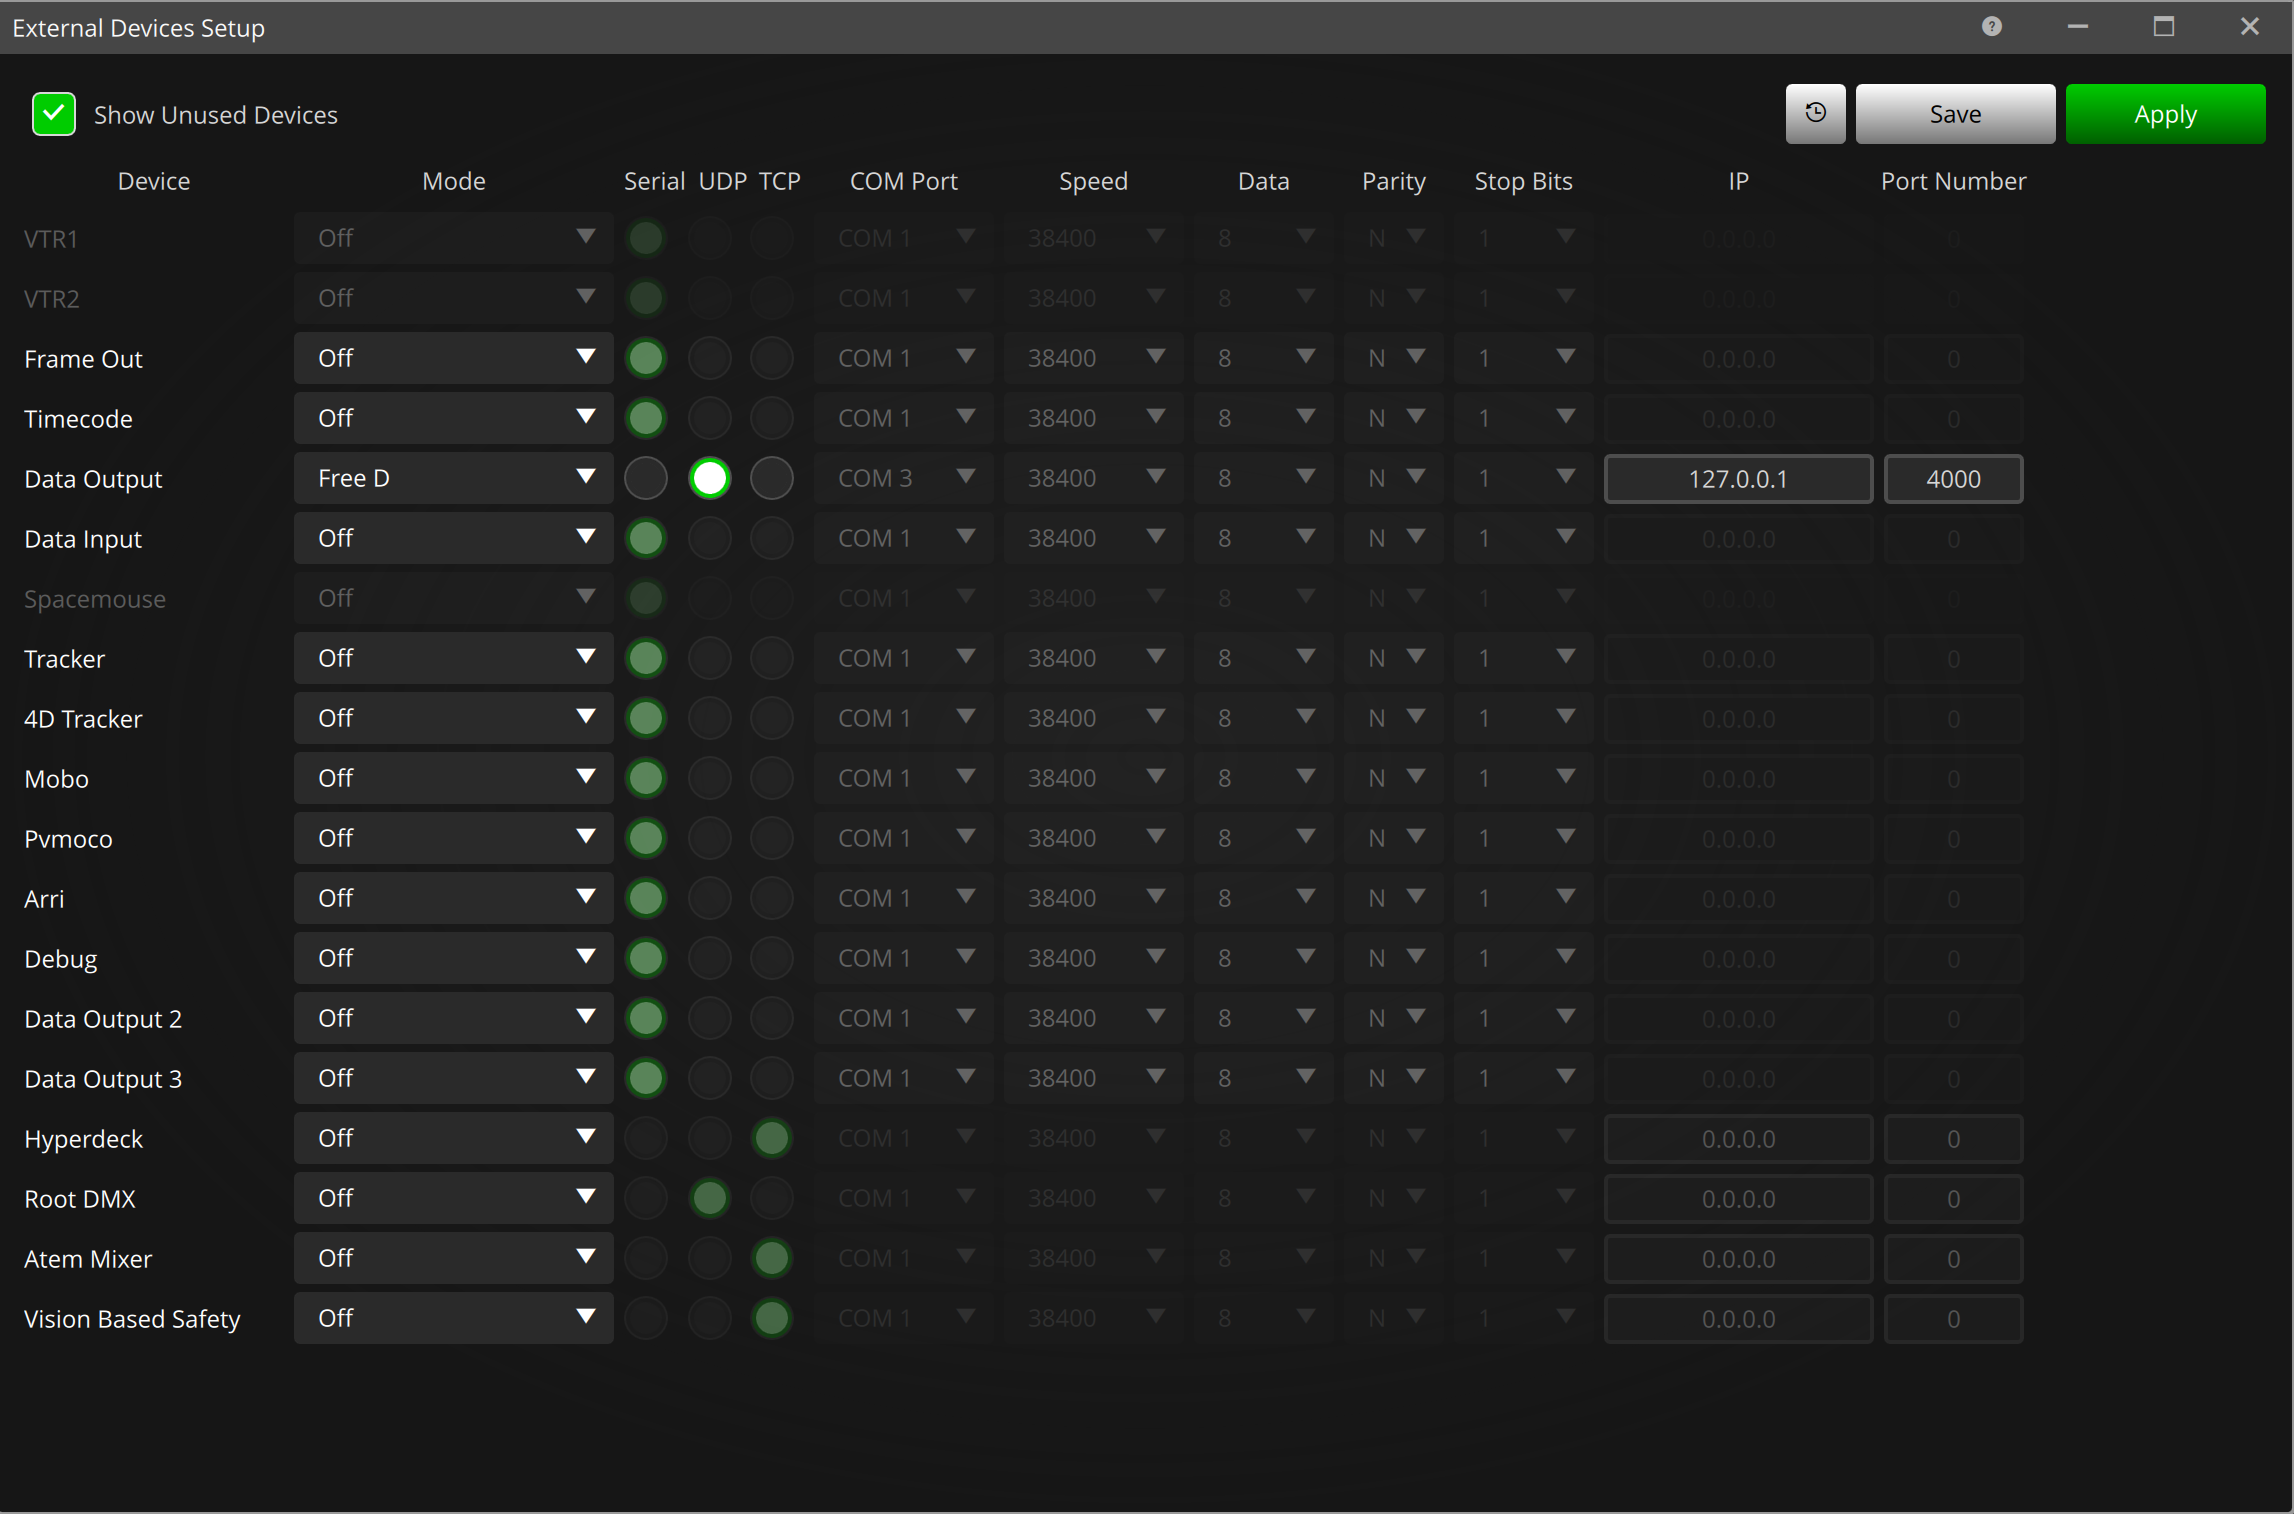 External Devices Setup
Show Unused Devices Save Apply
Device Mode Serial UDP TCP COM Port Speed Data Parity Stop Bits IP Port Number
VTR1 Off COM 1 38400 8 N 1 0.0.0.0 0
VTR2 Off COM 1 38400 8 N 1 0.0.0.0 0
Frame Out Off COM 1 38400 8 N 1 0.0.0.0 0
Timecode Off COM 1 38400 8 N 1 0.0.0.0 0
Data Output Free D COM 3 38400 8 N 1 127.0.0.1 4000
Data Input Off COM 1 38400 8 N 1 0.0.0.0 0
Spacemouse Off COM 1 38400 8 N 1 0.0.0.0 0
Tracker Off COM 1 38400 8 N 1 0.0.0.0 0
4D Tracker Off COM 1 38400 8 N 1 0.0.0.0 0
Mobo Off COM 1 38400 8 N 1 0.0.0.0 0
Pvmoco Off COM 1 38400 8 N 1 0.0.0.0 0
Arri Off COM 1 38400 8 N 1 0.0.0.0 0
Debug Off COM 1 38400 8 N 1 0.0.0.0 0
Data Output 2 Off COM 1 38400 8 N 1 0.0.0.0 0
Data Output 3 Off COM 1 38400 8 N 1 0.0.0.0 0
Hyperdeck Off COM 1 38400 8 N 1 0.0.0.0 0
Root DMX Off COM 1 38400 8 N 1 0.0.0.0 0
Atem Mixer Off COM 1 38400 8 N 1 0.0.0.0 0
Vision Based Safety Off COM 1 38400 8 N 1 0.0.0.0 0